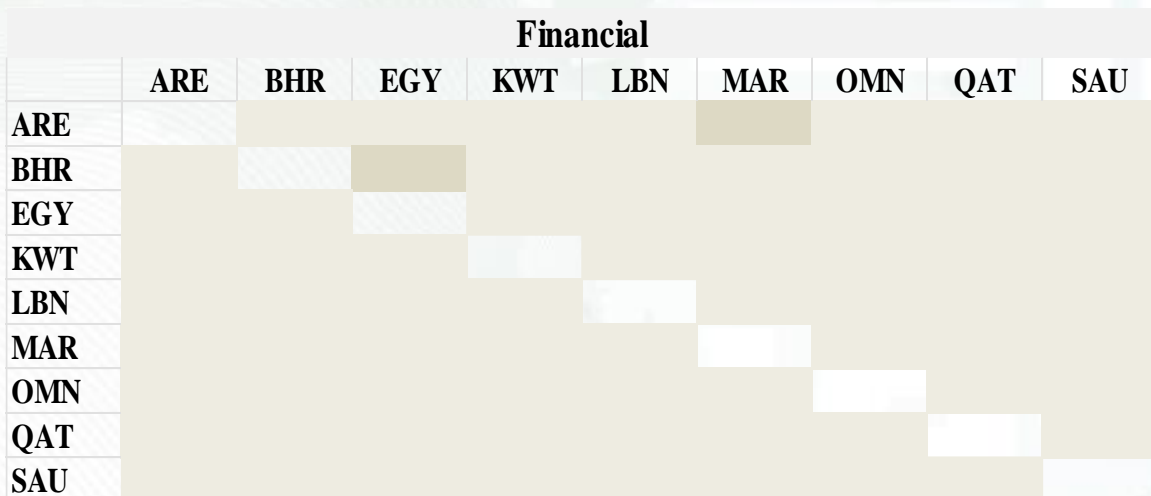 Financial
ARE BHR EGY KWT LBN MAR OMN QAT SAU
ARE
BHR
EGY
KWT
LBN
MAR
OMN
QAT
SAU